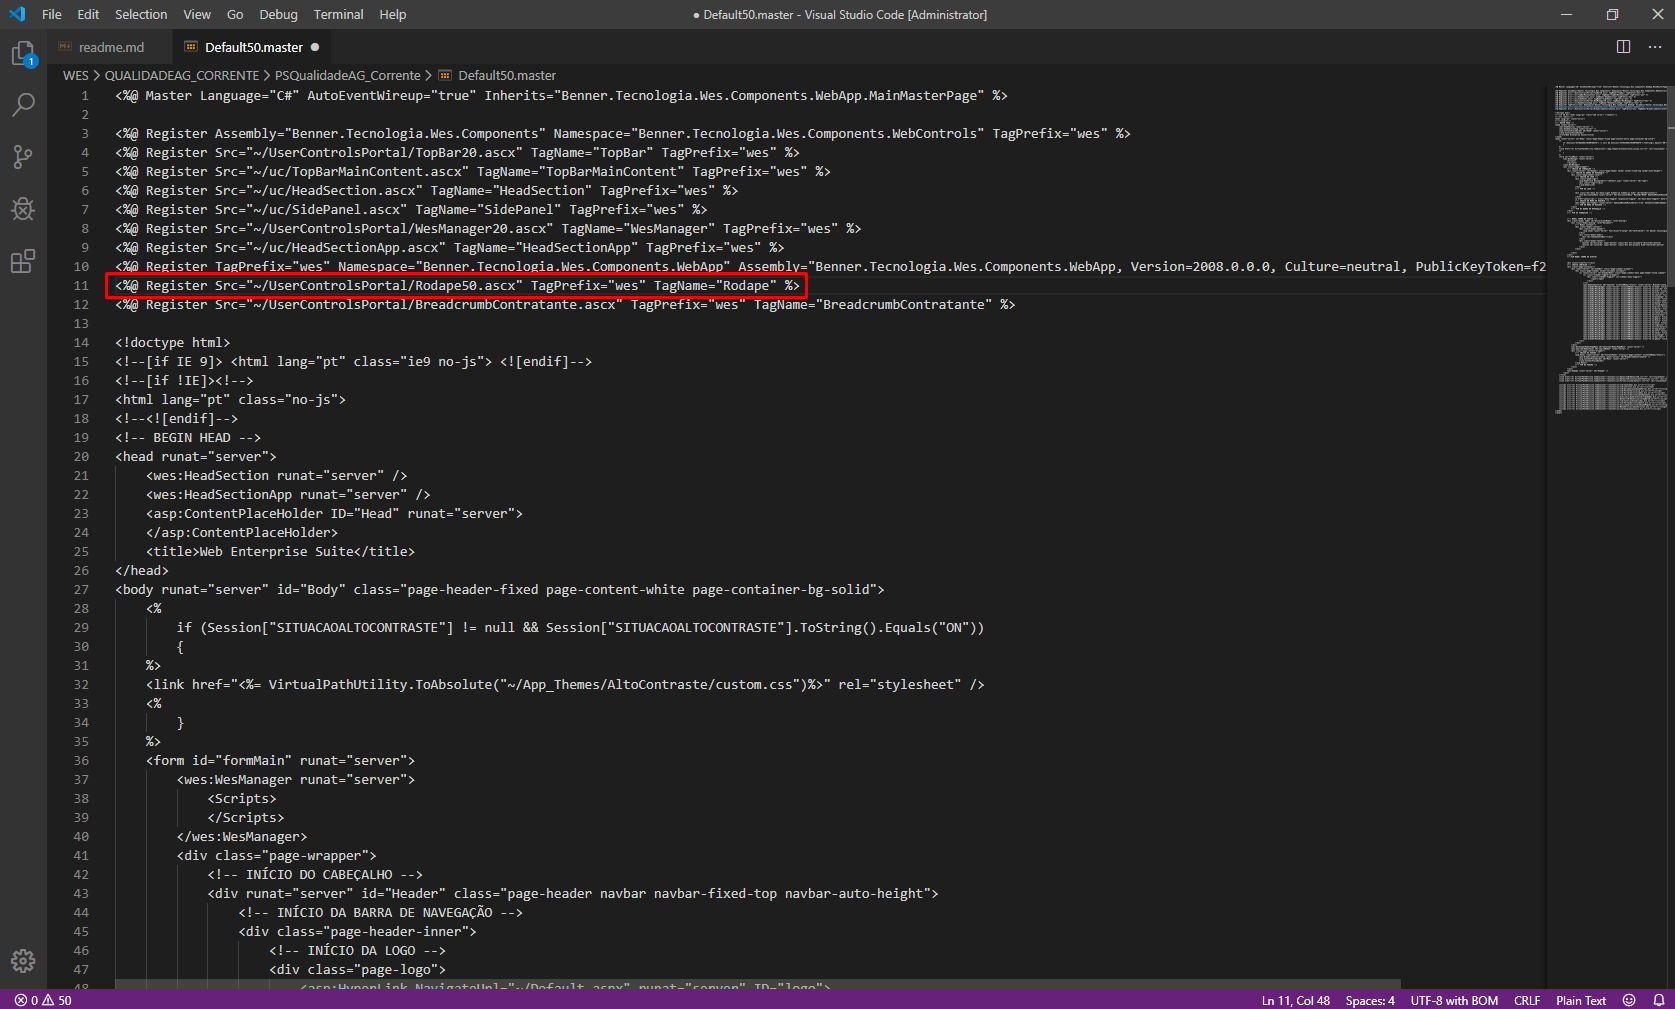 File Edit Selection View Go Debug Terminal Help
● Default50.master - Visual Studio Code [Administrator]
readme.md
Default50.master ●
WES > QUALIDADEAG_CORRENTE > PSQualidadeAG_Corrente > Default50.master
1
1 <%@ Master Language="C#" AutoEventWireup="true" Inherits="Benner.Tecnologia.Wes.Components.WebApp.MainMasterPage" %>
2
3 <%@ Register Assembly="Benner.Tecnologia.Wes.Components" Namespace="Benner.Tecnologia.Wes.Components.WebControls" TagPrefix="wes" %>
4 <%@ Register Src="~/UserControlsPortal/TopBar20.ascx" TagName="TopBar" TagPrefix="wes" %>
5 <%@ Register Src="~/uc/TopBarMainContent.ascx" TagName="TopBarMainContent" TagPrefix="wes" %>
6 <%@ Register Src="~/uc/HeadSection.ascx" TagName="HeadSection" TagPrefix="wes" %>
7 <%@ Register Src="~/uc/SidePanel.ascx" TagName="SidePanel" TagPrefix="wes" %>
8 <%@ Register Src="~/UserControlsPortal/WesManager20.ascx" TagName="WesManager" TagPrefix="wes" %>
9 <%@ Register Src="~/uc/HeadSectionApp.ascx" TagName="HeadSectionApp" TagPrefix="wes" %>
10 <%@ Register TagPrefix="wes" Namespace="Benner.Tecnologia.Wes.Components.WebApp" Assembly="Benner.Tecnologia.Wes.Components.WebApp, Version=2008.0.0.0, Culture=neutral, PublicKeyToken=f2
11 <%@ Register Src="~/UserControlsPortal/Rodape50.ascx" TagPrefix="wes" TagName="Rodape" %>
12 <%@ Register Src="~/UserControlsPortal/BreadcrumbContratante.ascx" TagPrefix="wes" TagName="BreadcrumbContratante" %>
13
14 <!doctype html>
15 <!--[if IE 9]> <html lang="pt" class="ie9 no-js"> <![endif]-->
16 <!--[if !IE]><!-->
17 <html lang="pt" class="no-js">
18 <!--<![endif]-->
19 <!-- BEGIN HEAD -->
20 <head runat="server">
21 <wes:HeadSection runat="server" />
22 <wes:HeadSectionApp runat="server" />
23 <asp:ContentPlaceHolder ID="Head" runat="server">
24 </asp:ContentPlaceHolder>
25 <title>Web Enterprise Suite</title>
26 </head>
27 <body runat="server" id="Body" class="page-header-fixed page-content-white page-container-bg-solid">
28 <%
29 if (Session["SITUACAOALTOCONTRASTE"] != null && Session["SITUACAOALTOCONTRASTE"].ToString().Equals("ON"))
30 {
31 %>
32 <link href="<%= VirtualPathUtility.ToAbsolute("~/App_Themes/AltoContraste/custom.css")%>" rel="stylesheet" />
33 <%
34 }
35 %>
36 <form id="formMain" runat="server">
37 <wes:WesManager runat="server">
38 <Scripts>
39 </Scripts>
40 </wes:WesManager>
41 <div class="page-wrapper">
42 <!-- INÍCIO DO CABEÇALHO -->
43 <div runat="server" id="Header" class="page-header navbar navbar-fixed-top navbar-auto-height">
44 <!-- INÍCIO DA BARRA DE NAVEGAÇÃO -->
45 <div class="page-header-inner">
46 <!-- INÍCIO DA LOGO -->
47 <div class="page-logo">
48 <asp:HyperLink NavigateUrl="~/Default.aspx" runat="server" ID="logo">
0 50
Ln 11, Col 48 Spaces: 4 UTF-8 with BOM CRLF Plain Text